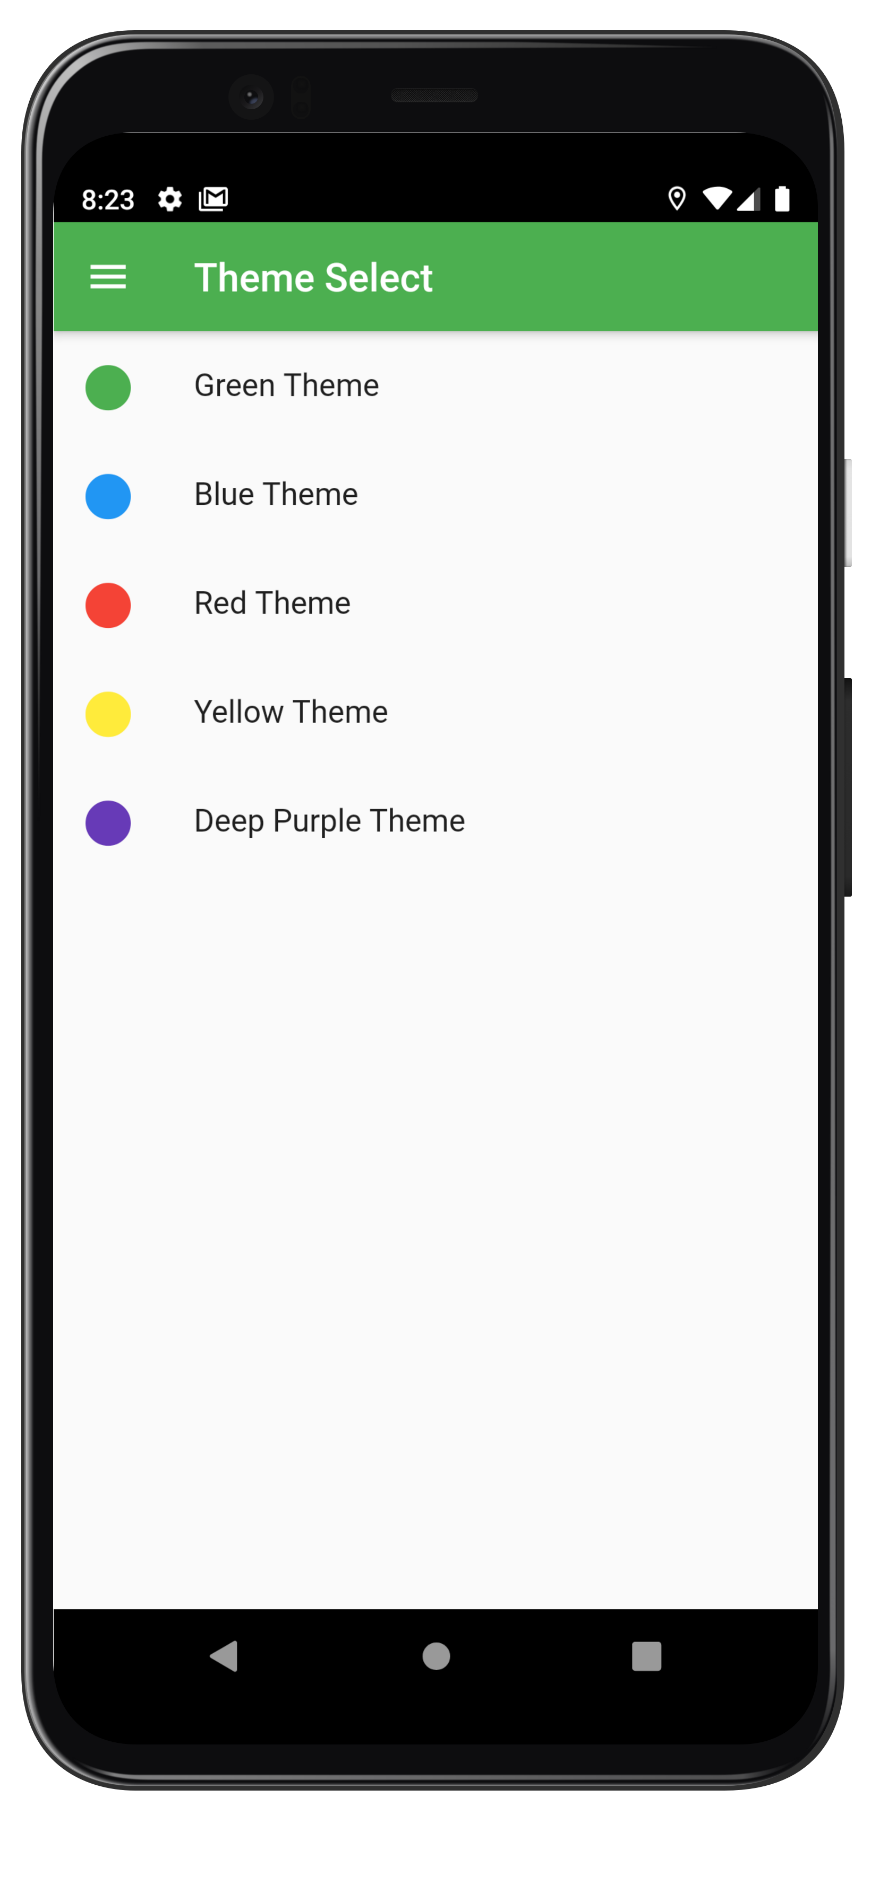 8:23
Theme Select
Green Theme
Blue Theme
Red Theme
Yellow Theme
Deep Purple Theme